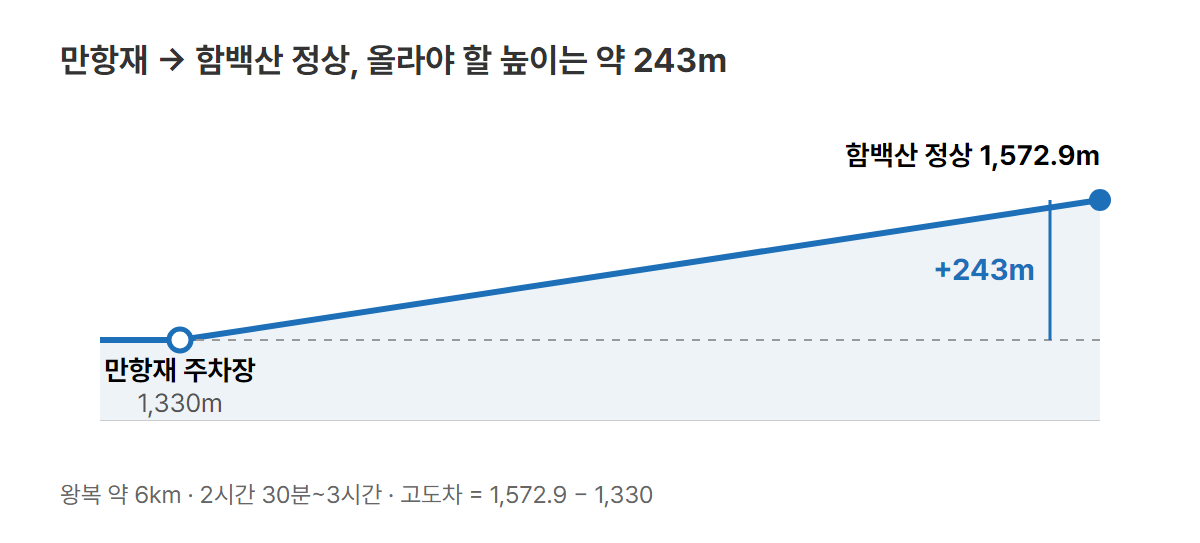 만항재 → 함백산 정상, 올라야 할 높이는 약 243m
함백산 정상 1,572.9m
+243m
만항재 주차장
1,330m
왕복 약 6km · 2시간 30분~3시간 · 고도차 = 1,572.9 − 1,330